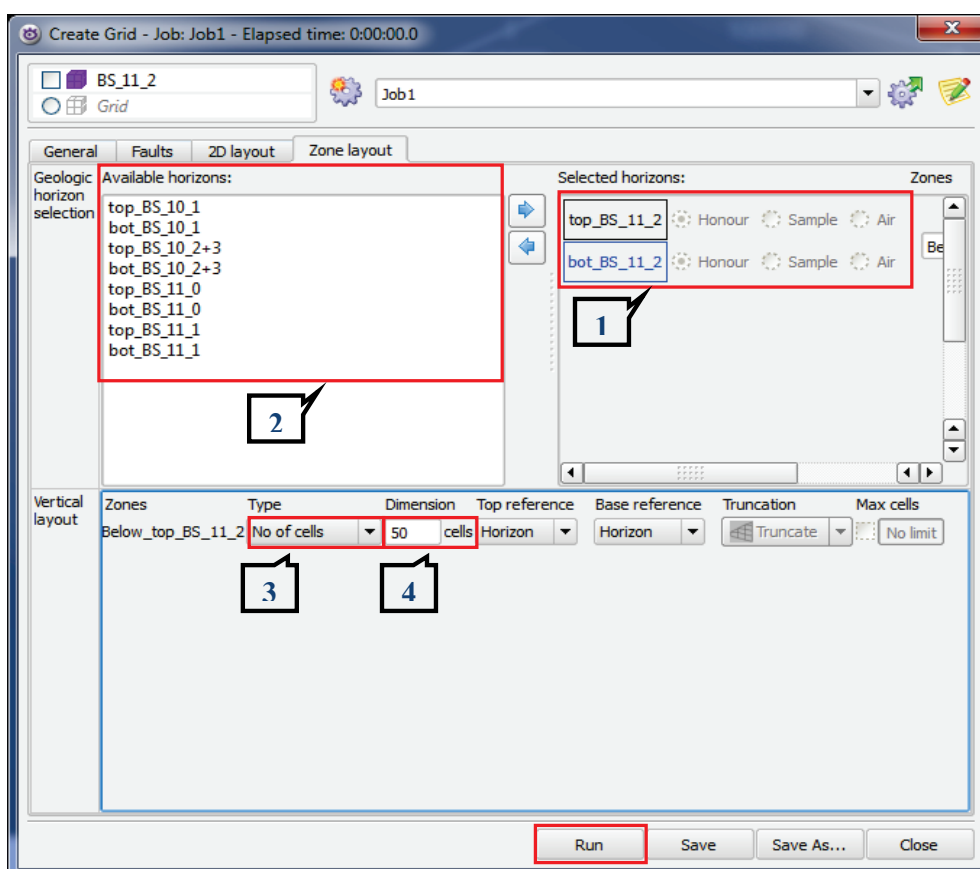 Create Grid - Job: Job1 - Elapsed time: 0:00:00.0
BS_11_2
Grid
Job1
General Faults 2D layout Zone layout
Geologic horizon selection
Available horizons:
top_BS_10_1
bot_BS_10_1
top_BS_10_2+3
bot_BS_10_2+3
top_BS_11_0
bot_BS_11_0
top_BS_11_1
bot_BS_11_1
2
Selected horizons: Zones
top_BS_11_2 Honour Sample Air
Be
bot_BS_11_2 Honour Sample Air
1
Vertical layout
Zones Type Dimension Top reference Base reference Truncation Max cells
Below_top_BS_11_2 No of cells 50 cells Horizon Horizon Truncate No limit
3 4
Run Save Save As... Close